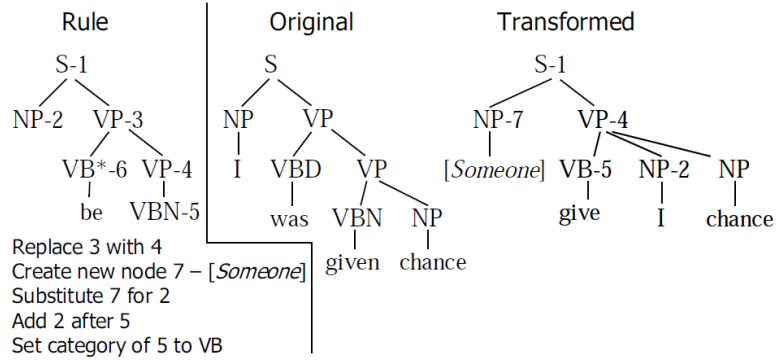 Rule Original Transformed
S-1 S S-1
NP-2 VP-3 NP VP NP-7 VP-4
VB*-6 VP-4 I VBD VP [Someone] VB-5 NP-2 NP
be VBN-5 was VBN NP give I chance
given chance
Replace 3 with 4
Create new node 7 – [Someone]
Substitute 7 for 2
Add 2 after 5
Set category of 5 to VB